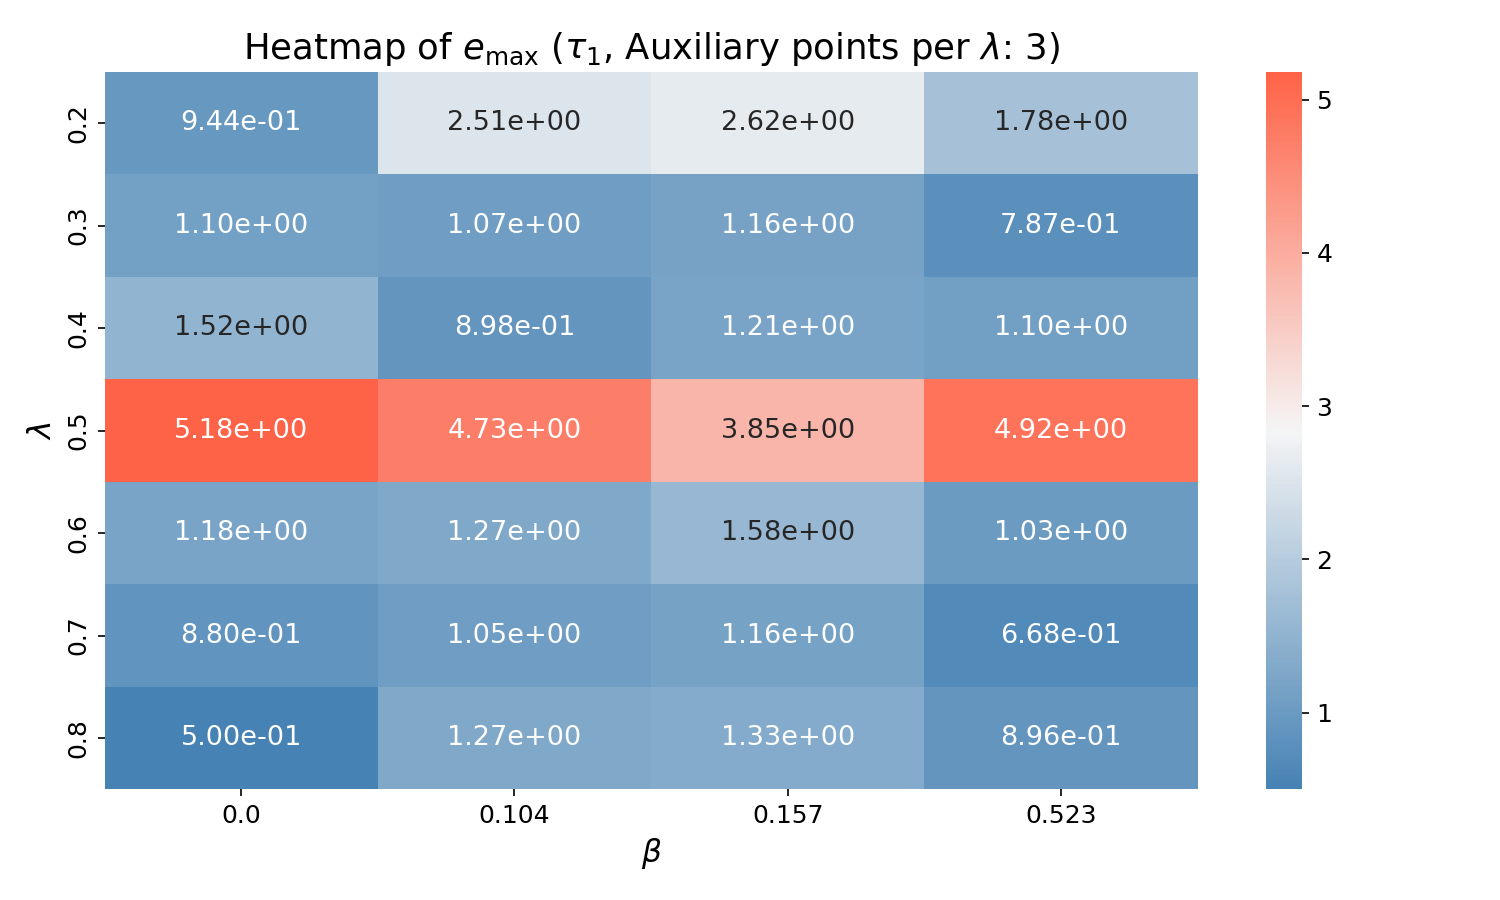 Heatmap of e_max (τ_1, Auxiliary points per λ: 3)
0.2 9.44e-01 2.51e+00 2.62e+00 1.78e+00
0.3 1.10e+00 1.07e+00 1.16e+00 7.87e-01
0.4 1.52e+00 8.98e-01 1.21e+00 1.10e+00
λ
0.5 5.18e+00 4.73e+00 3.85e+00 4.92e+00
0.6 1.18e+00 1.27e+00 1.58e+00 1.03e+00
0.7 8.80e-01 1.05e+00 1.16e+00 6.68e-01
0.8 5.00e-01 1.27e+00 1.33e+00 8.96e-01
0.0 0.104 0.157 0.523
β
5
4
3
2
1